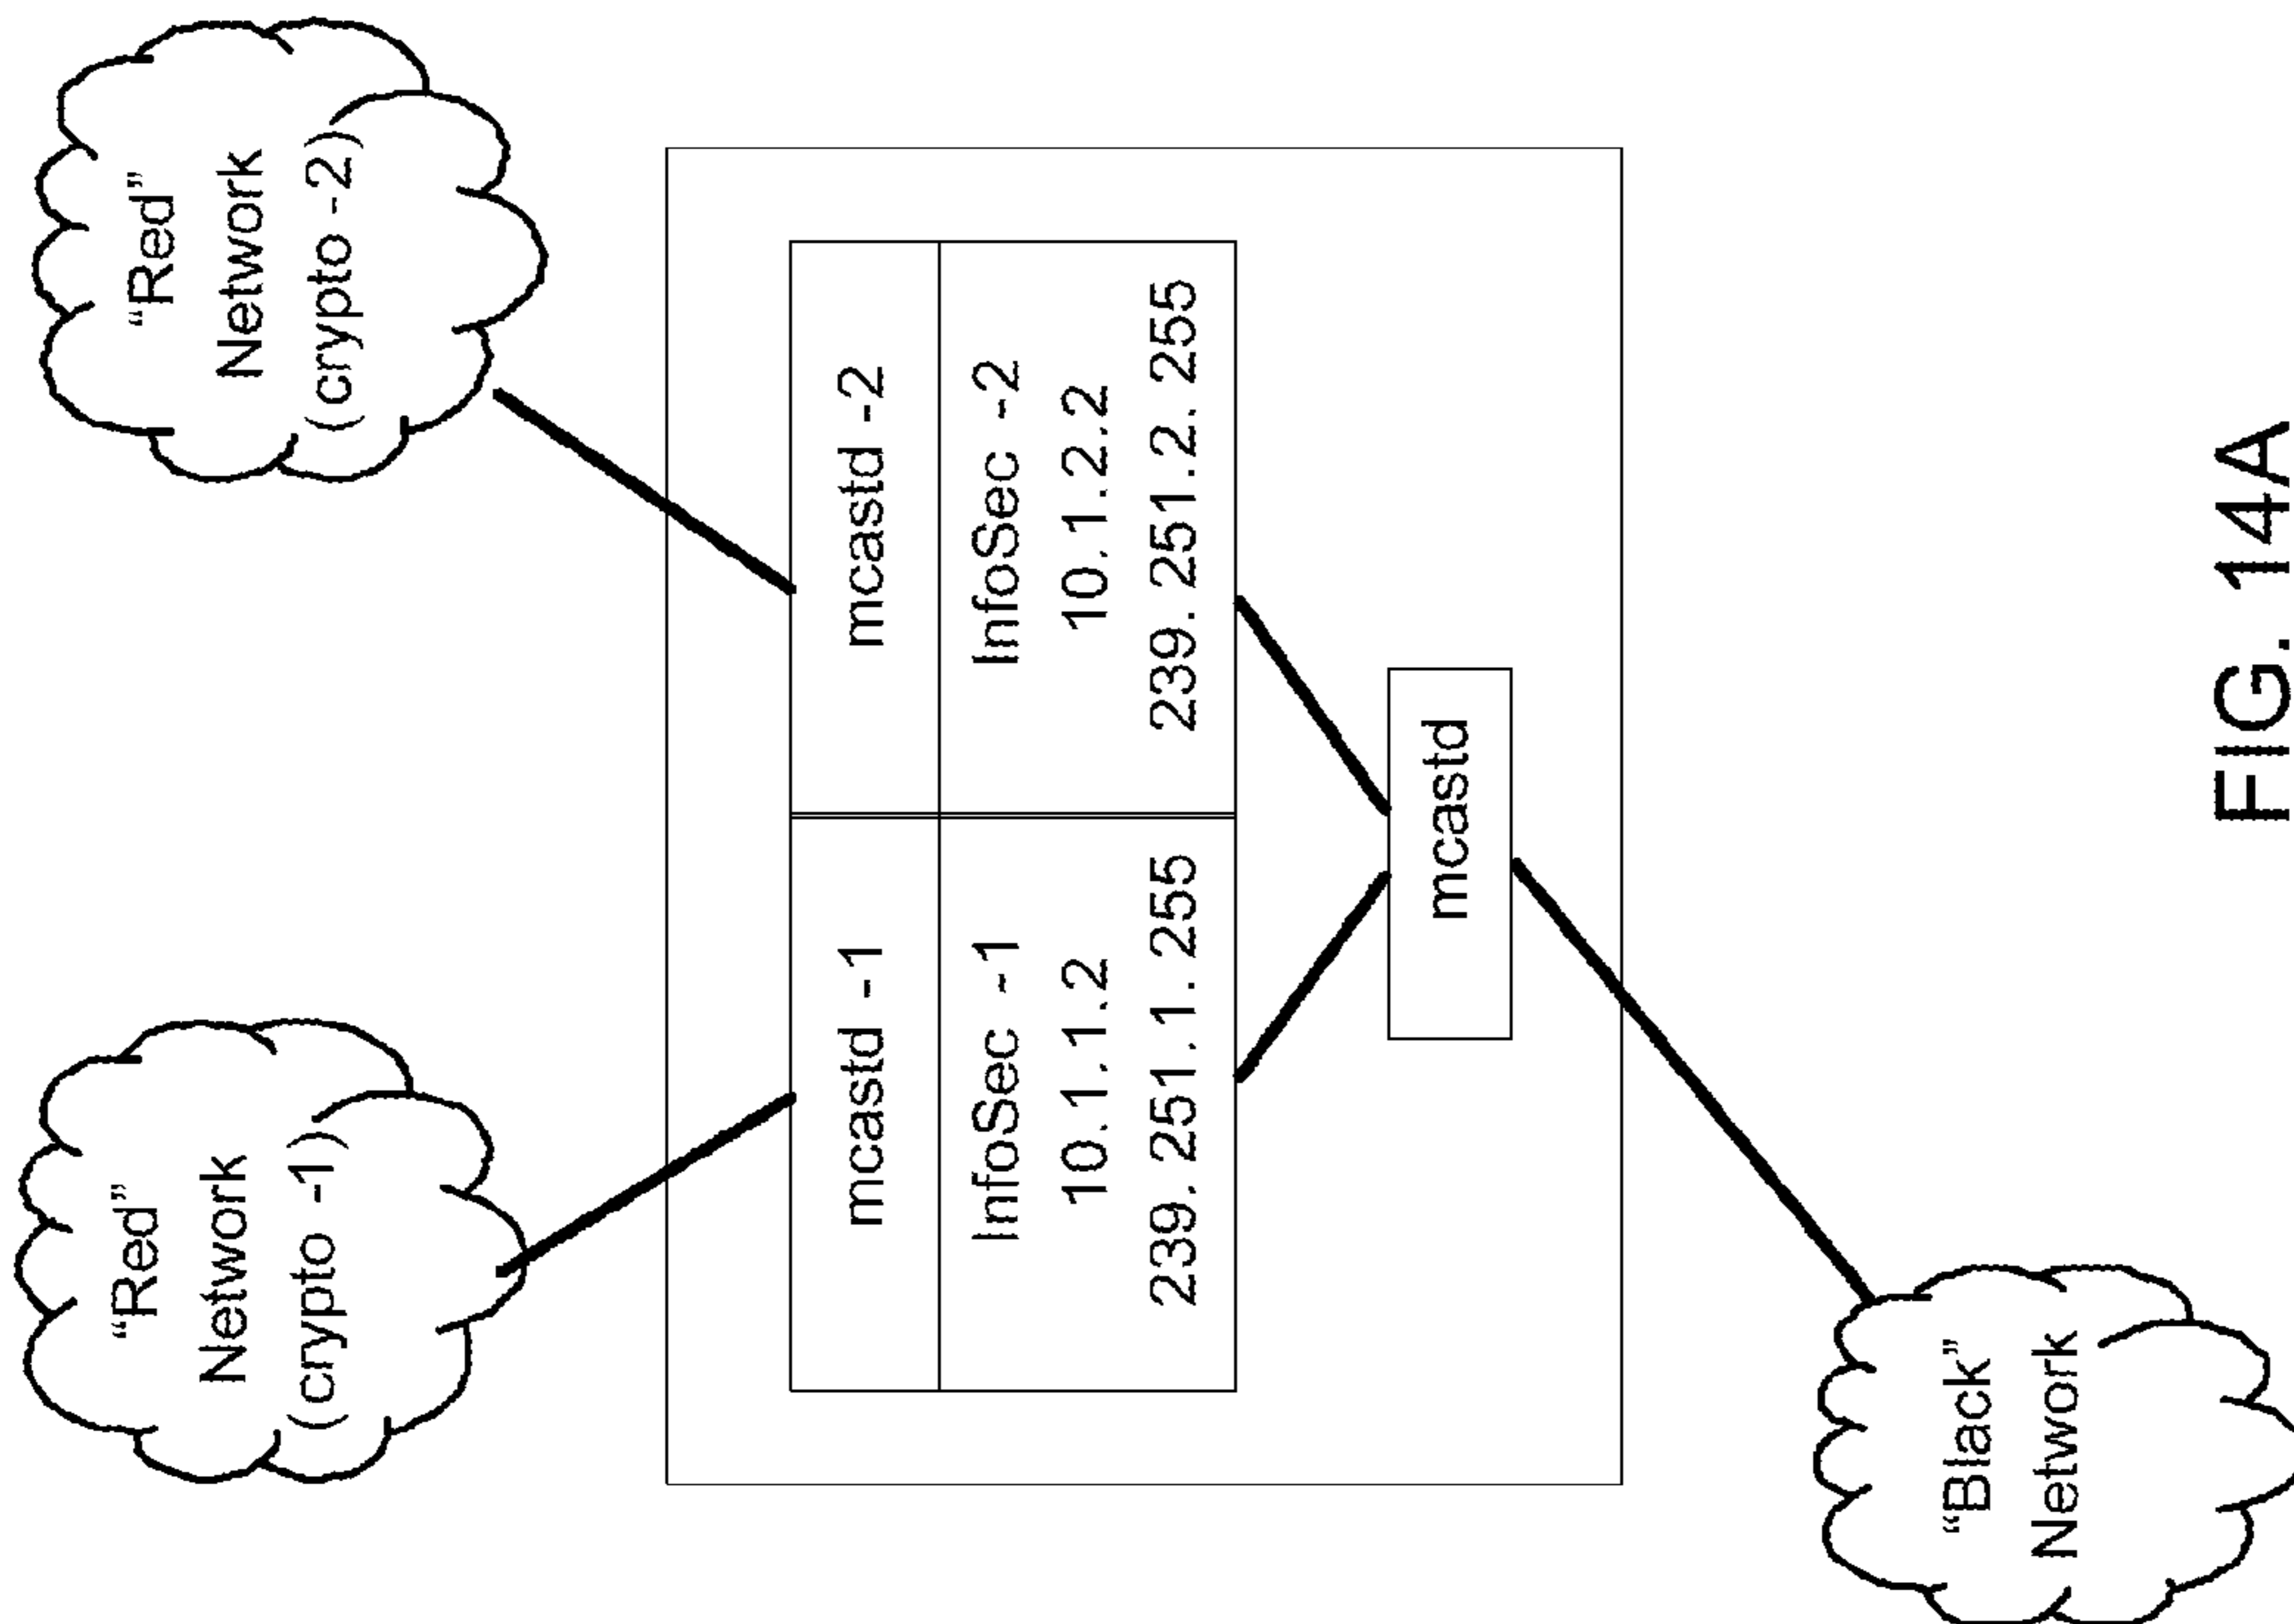 “Red”
Network
(crypto -1)
“Red”
Network
(crypto -2)
mcastd -1
InfoSec -1
10.1.1.2
239. 251.1. 255
mcastd -2
InfoSec -2
10.1.2.2
239. 251.2. 255
mcastd
“Black”
Network
FIG. 14A